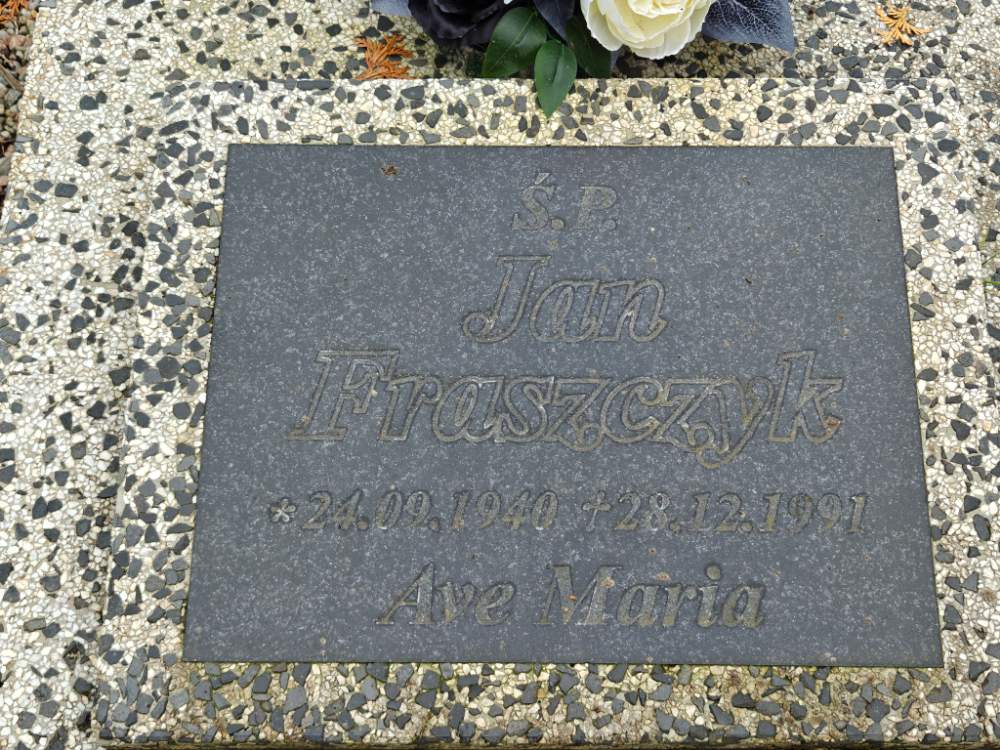 Ś.P.
Jan
Fraszczyk
*24.09.1940 †28.12.1991
Ave Maria